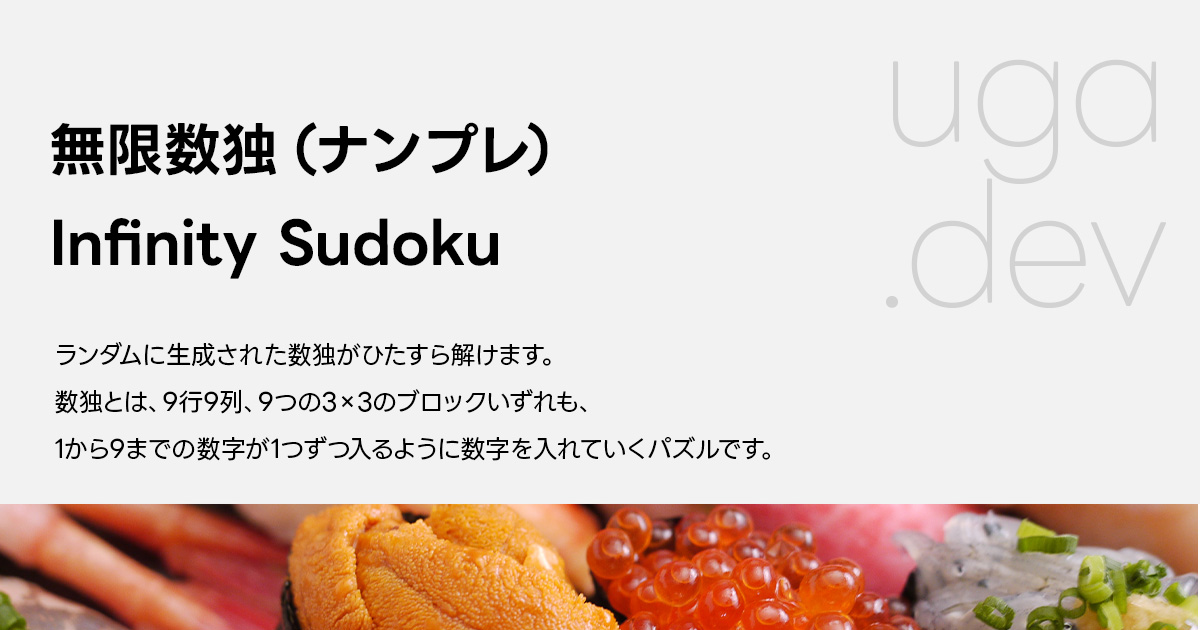 無限数独（ナンプレ）
Infinity Sudoku
ランダムに生成された数独がひたすら解けます。
数独とは、9行9列、9つの3×3のブロックいずれも、
1から9までの数字が1つずつ入るように数字を入れていくパズルです。
uga
.dev